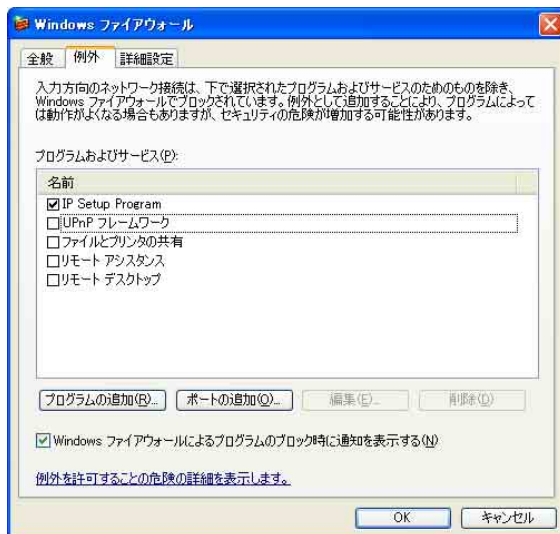 Windows ファイアウォール
全般 例外 詳細設定
入力方向のネットワーク接続は、下で選択されたプログラムおよびサービスのためのものを除き、
Windows ファイアウォールでブロックされています。例外として追加することにより、プログラムによって
は動作がよくなる場合もありますが、セキュリティの危険が増加する可能性があります。
プログラムおよびサービス(P):
名前
IP Setup Program
UPnP フレームワーク
ファイルとプリンタの共有
リモート アシスタンス
リモート デスクトップ
プログラムの追加(R)... ポートの追加(O)... 編集(E)... 削除(D)
Windows ファイアウォールによるプログラムのブロック時に通知を表示する(N)
例外を許可することの危険の詳細を表示します。
OK キャンセル